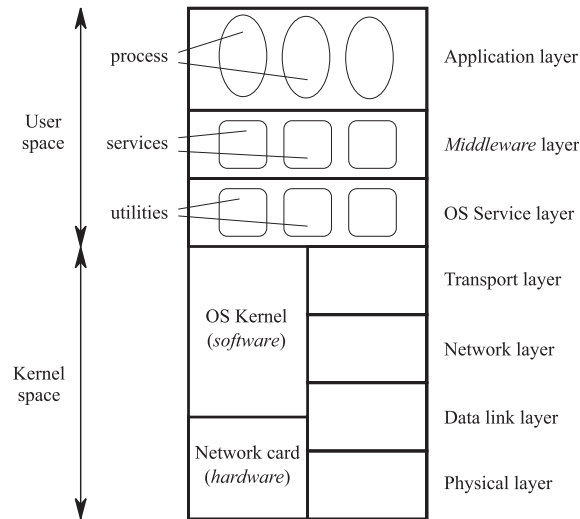 process
Application layer
User
space
services
Middleware layer
utilities
OS Service layer
Transport layer
OS Kernel
(software)
Network layer
Kernel
space
Data link layer
Network card
(hardware)
Physical layer